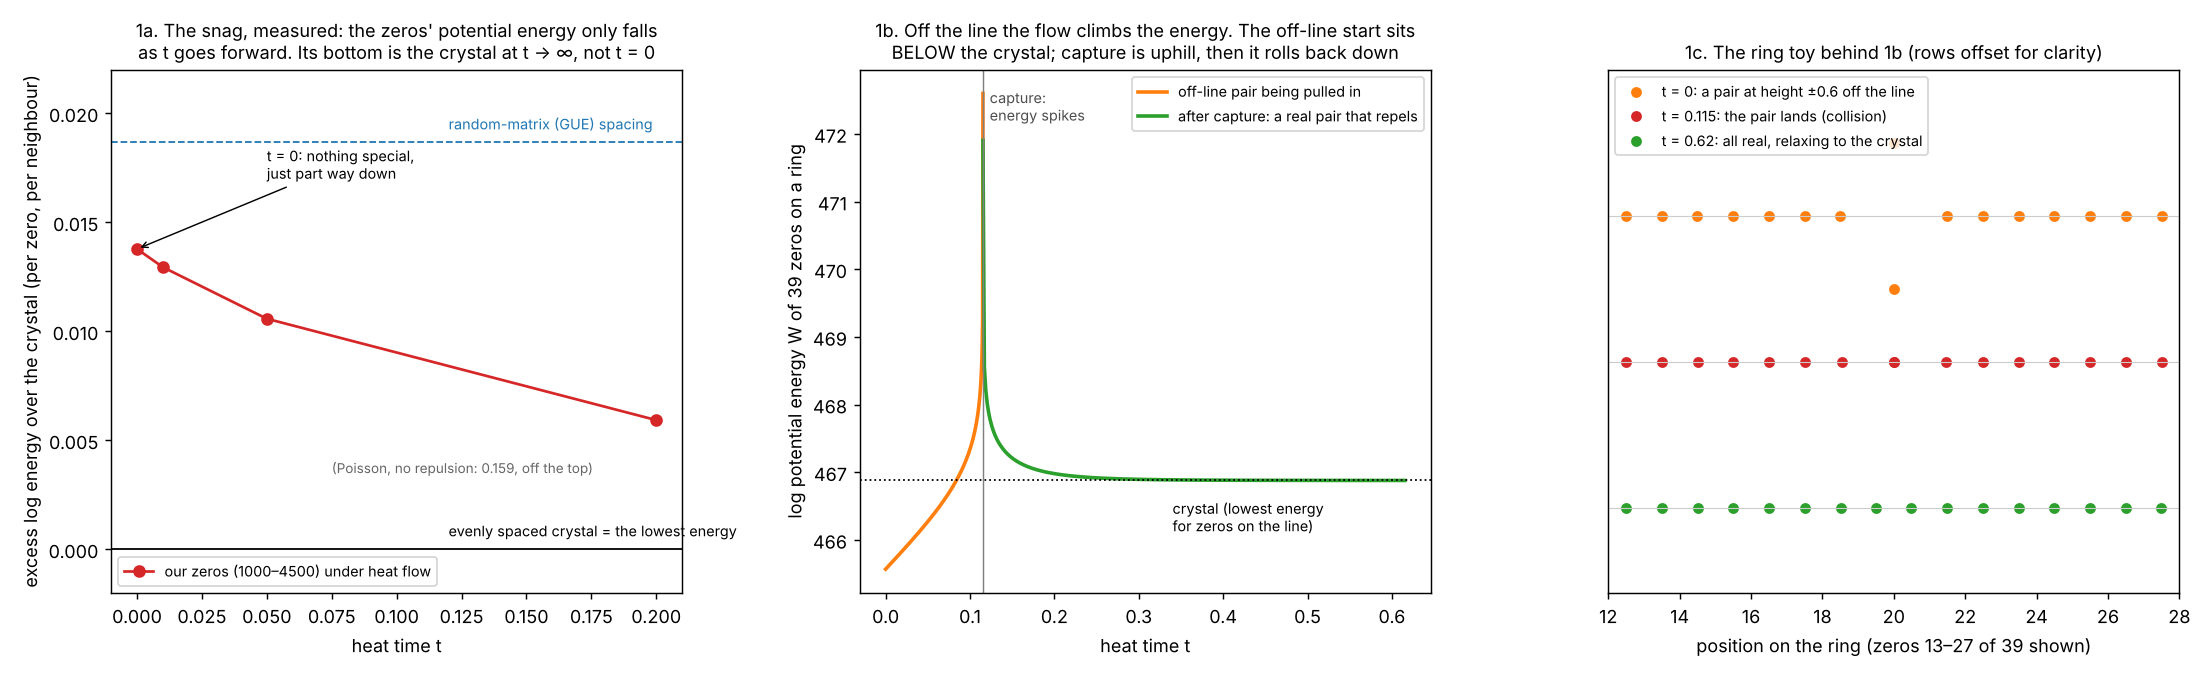 1a. The snag, measured: the zeros' potential energy only falls
as t goes forward. Its bottom is the crystal at t → ∞, not t = 0
excess log energy over the crystal (per zero, per neighbour)
0.020
0.015
0.010
0.005
0.000
random-matrix (GUE) spacing
t = 0: nothing special,
just part way down
(Poisson, no repulsion: 0.159, off the top)
evenly spaced crystal = the lowest energy
our zeros (1000–4500) under heat flow
0.000 0.025 0.050 0.075 0.100 0.125 0.150 0.175 0.200
heat time t
1b. Off the line the flow climbs the energy. The off-line start sits
BELOW the crystal; capture is uphill, then it rolls back down
log potential energy W of 39 zeros on a ring
472
471
470
469
468
467
466
capture:
energy spikes
off-line pair being pulled in
after capture: a real pair that repels
crystal (lowest energy
for zeros on the line)
0.0 0.1 0.2 0.3 0.4 0.5 0.6
heat time t
1c. The ring toy behind 1b (rows offset for clarity)
t = 0: a pair at height ±0.6 off the line
t = 0.115: the pair lands (collision)
t = 0.62: all real, relaxing to the crystal
12 14 16 18 20 22 24 26 28
position on the ring (zeros 13–27 of 39 shown)